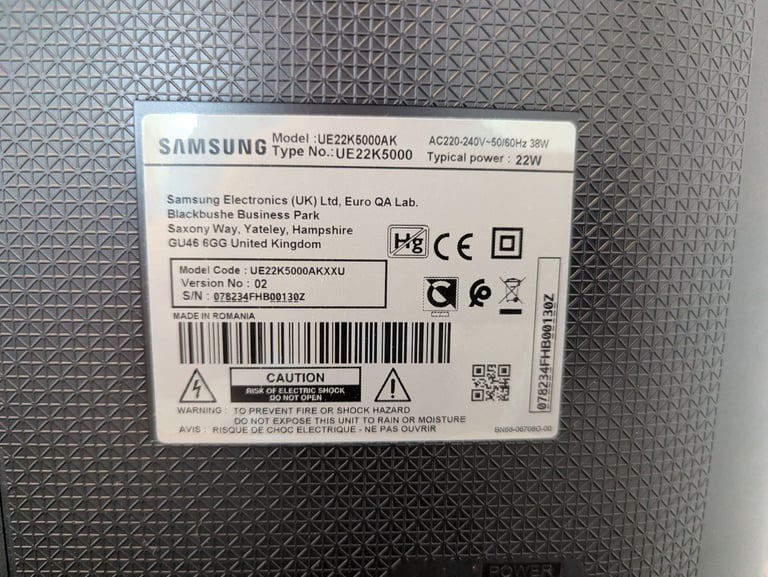 SAMSUNG
Model :UE22K5000AK
Type No.:UE22K5000
AC220-240V~50/60Hz 38W
Typical power : 22W
Samsung Electronics (UK) Ltd, Euro QA Lab.
Blackbushe Business Park
Saxony Way, Yateley, Hampshire
GU46 6GG United Kingdom
Hg
CE
Model Code : UE22K5000AKXXU
Version No : 02
S/N : 078234FHB00130Z
MADE IN ROMANIA
078234FHB00130Z
CAUTION
RISK OF ELECTRIC SHOCK
DO NOT OPEN
WARNING : TO PREVENT FIRE OR SHOCK HAZARD
DO NOT EXPOSE THIS UNIT TO RAIN OR MOISTURE
AVIS : RISQUE DE CHOC ELECTRIQUE - NE PAS OUVRIR
BN68-06708G-00
POWER